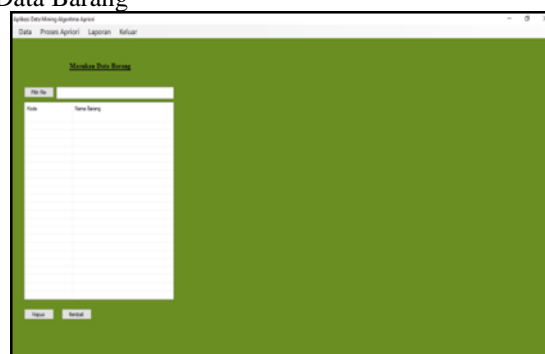 Data Barang
Aplikasi Data Mining Algoritma Apriori
Data Proses Apriori Laporan Keluar
Masukan Data Barang
Pilih File
Kode Nama Barang
Hapus Kembali